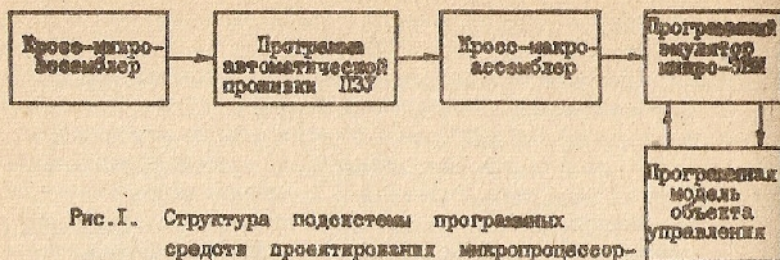 Кросс-микро-
ассемблер
Программа
автоматической
прошивки ПЗУ
Кросс-макро-
ассемблер
Программный
эмулятор
микро-ЭВМ
Программная
модель
объекта
управления
Рис.I. Структура подсистемы программных
средств проектирования микропроцессор-